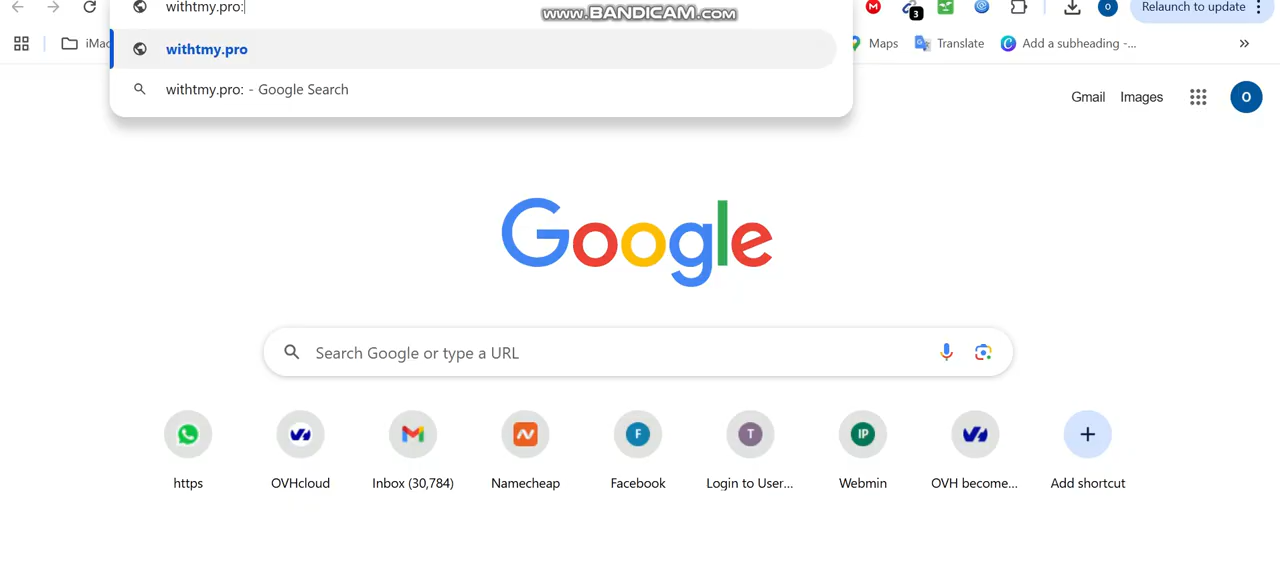 withtmy.pro:
www.BANDICAM.com
3
O
Relaunch to update
iMac
Maps
Translate
Add a subheading -...
»
withtmy.pro
withtmy.pro: - Google Search
Gmail
Images
O
Google
Search Google or type a URL
F
T
IP
https
OVHcloud
Inbox (30,784)
Namecheap
Facebook
Login to User...
Webmin
OVH become...
Add shortcut